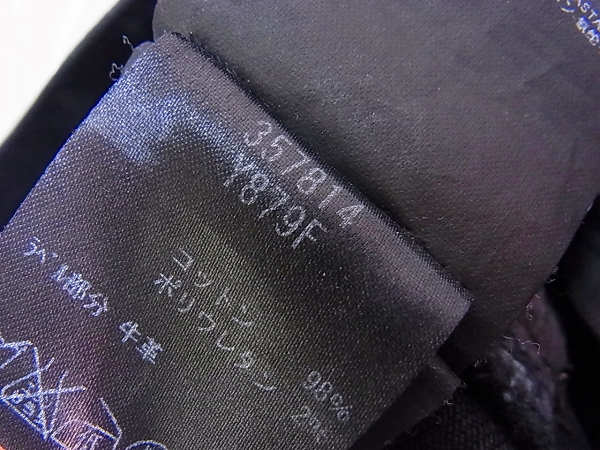 357814
Y879F
コットン 98%
ポリウレタン 2%
ラベル部分 牛革